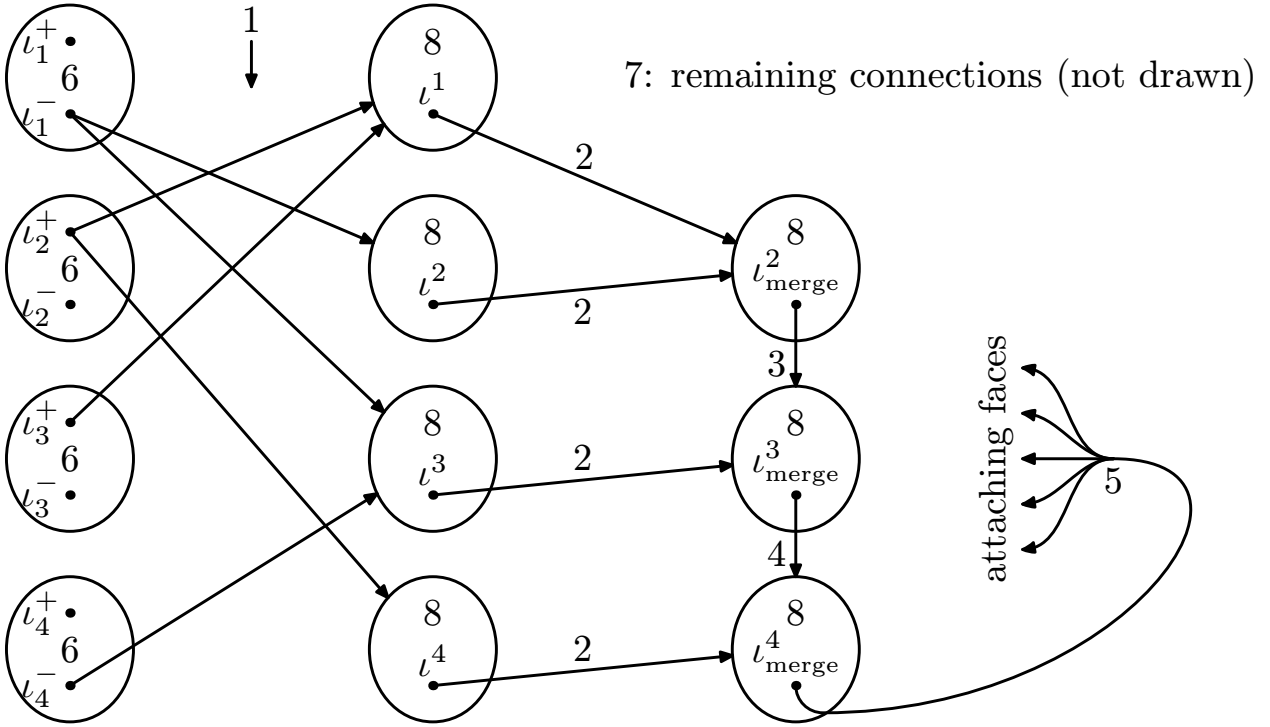 ι₁⁺
6
ι₁⁻
1
8
ι¹
7: remaining connections (not drawn)
2
ι₂⁺
6
ι₂⁻
8
ι²
2
8
ι²merge
3
ι₃⁺
6
ι₃⁻
8
ι³
2
8
ι³merge
4
attaching faces
5
ι₄⁺
6
ι₄⁻
8
ι⁴
2
8
ι⁴merge